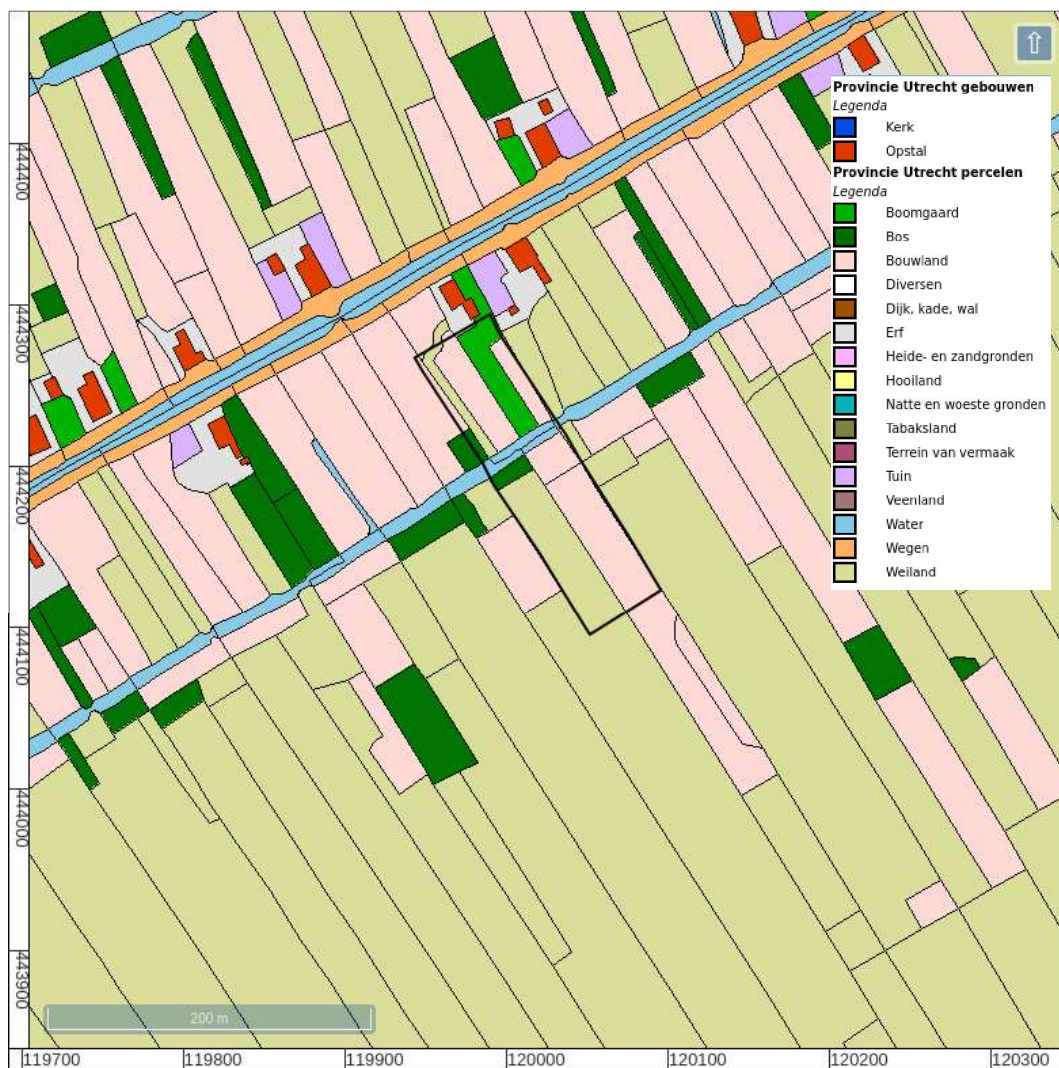 ⇧
Provincie Utrecht gebouwen
Legenda
Kerk
Opstal
Provincie Utrecht percelen
Legenda
Boomgaard
Bos
Bouwland
Diversen
Dijk, kade, wal
Erf
Heide- en zandgronden
Hooiland
Natte en woeste gronden
Tabaksland
Terrein van vermaak
Tuin
Veenland
Water
Wegen
Weiland
444400
444300
444200
444100
444000
443900
200 m
119700
119800
119900
120000
120100
120200
120300